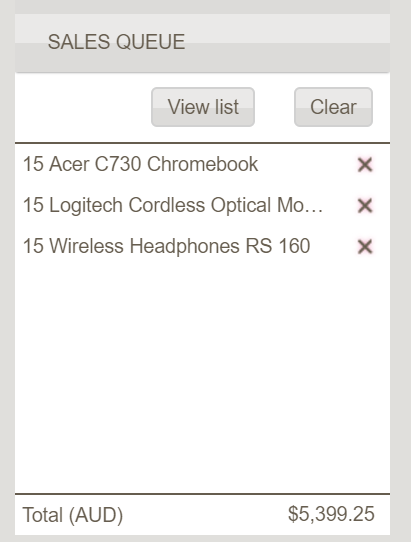 SALES QUEUE
View list Clear
15 Acer C730 Chromebook
15 Logitech Cordless Optical Mo...
15 Wireless Headphones RS 160
Total (AUD) $5,399.25